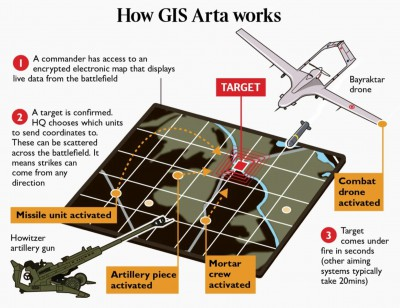 How GIS Arta works
1 A commander has access to an
encrypted electronic map that displays
live data from the battlefield
2 A target is confirmed.
HQ chooses which units
to send coordinates to.
These can be scattered
across the battlefield. It
means strikes can
come from any
direction
TARGET
Bayraktar
drone
Combat
drone
activated
Missile unit activated
Howitzer
artillery gun
Artillery piece
activated
Mortar
crew
activated
3 Target
comes under
fire in seconds
(other aiming
systems typically
take 20mins)